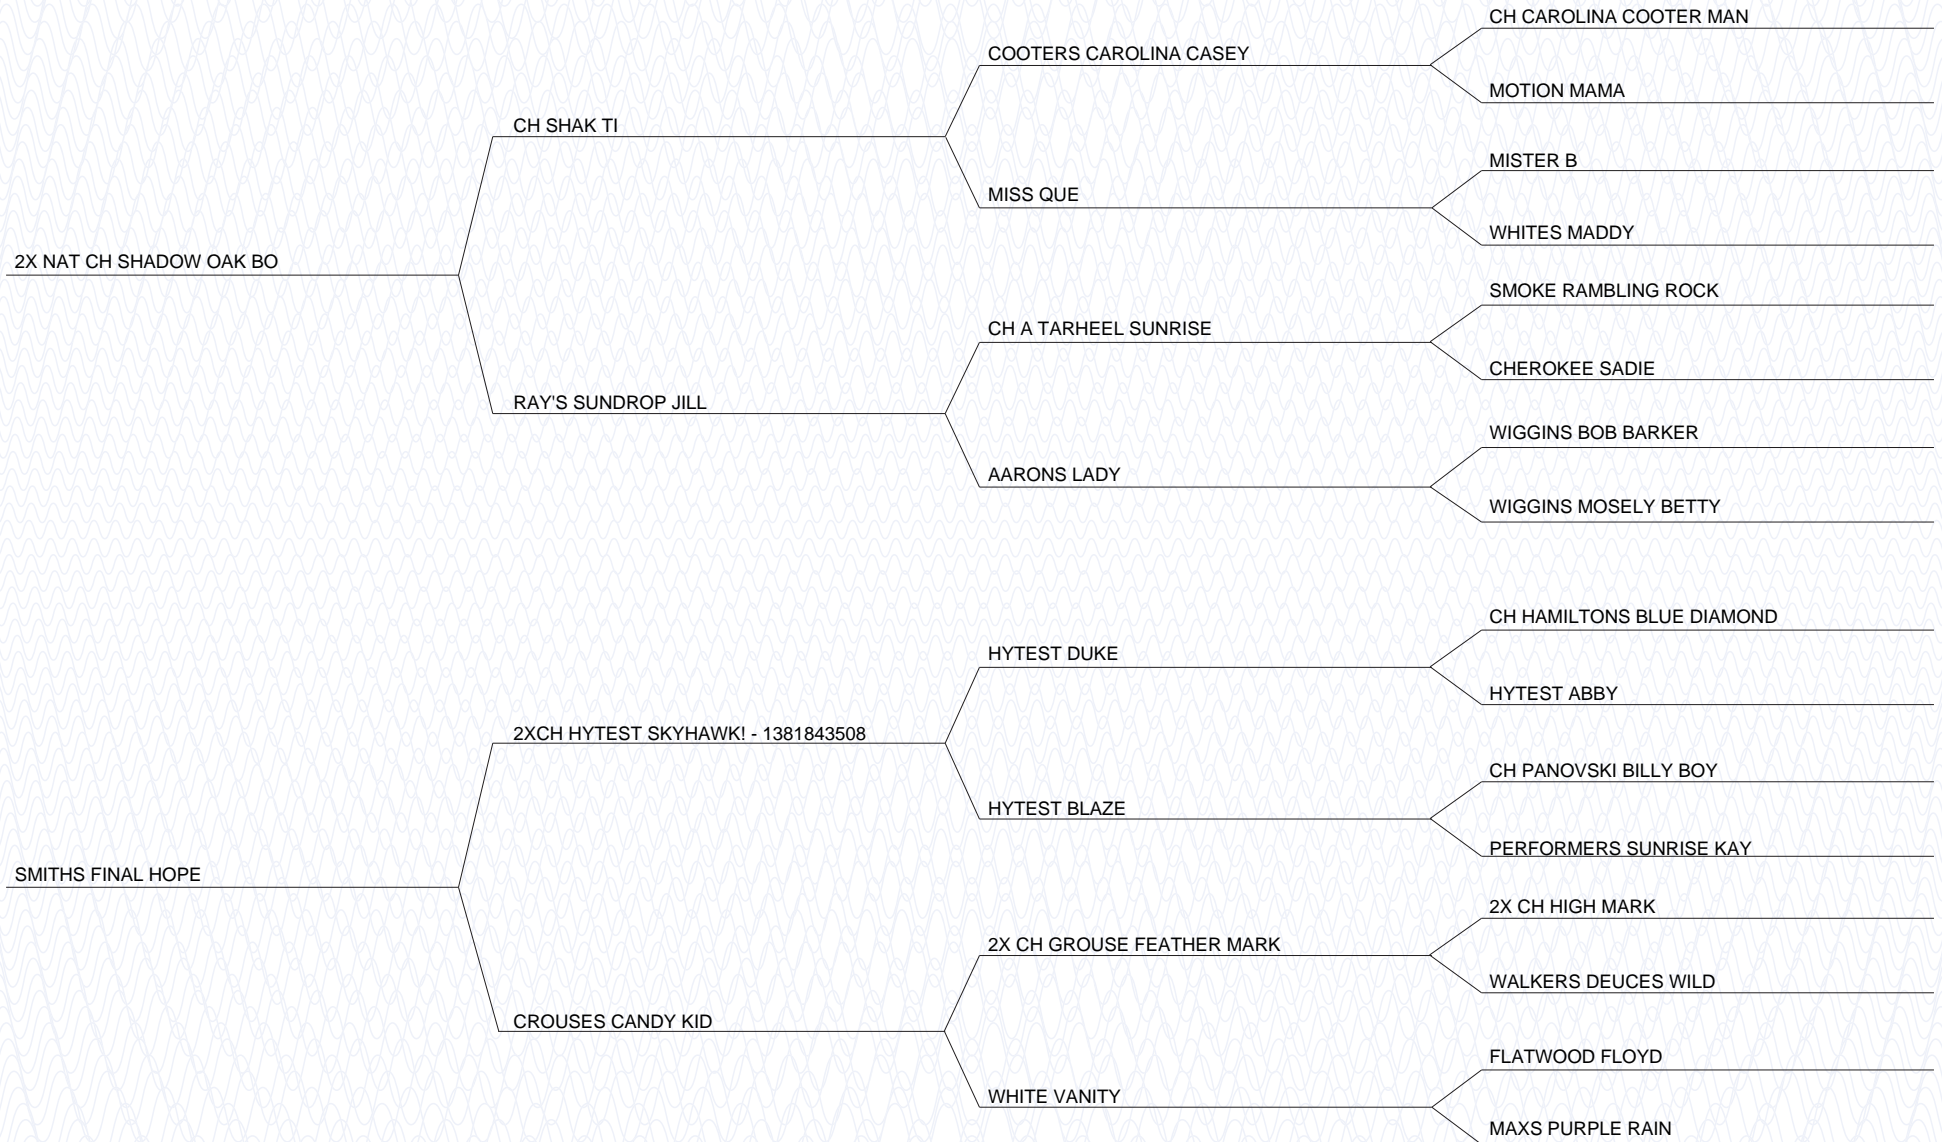 CH CAROLINA COOTER MAN
COOTERS CAROLINA CASEY
MOTION MAMA
CH SHAK TI
MISTER B
MISS QUE
WHITES MADDY
2X NAT CH SHADOW OAK BO
SMOKE RAMBLING ROCK
CH A TARHEEL SUNRISE
CHEROKEE SADIE
RAY'S SUNDROP JILL
WIGGINS BOB BARKER
AARONS LADY
WIGGINS MOSELY BETTY
CH HAMILTONS BLUE DIAMOND
HYTEST DUKE
HYTEST ABBY
2XCH HYTEST SKYHAWK! - 1381843508
CH PANOVSKI BILLY BOY
HYTEST BLAZE
PERFORMERS SUNRISE KAY
SMITHS FINAL HOPE
2X CH HIGH MARK
2X CH GROUSE FEATHER MARK
WALKERS DEUCES WILD
CROUSES CANDY KID
FLATWOOD FLOYD
WHITE VANITY
MAXS PURPLE RAIN